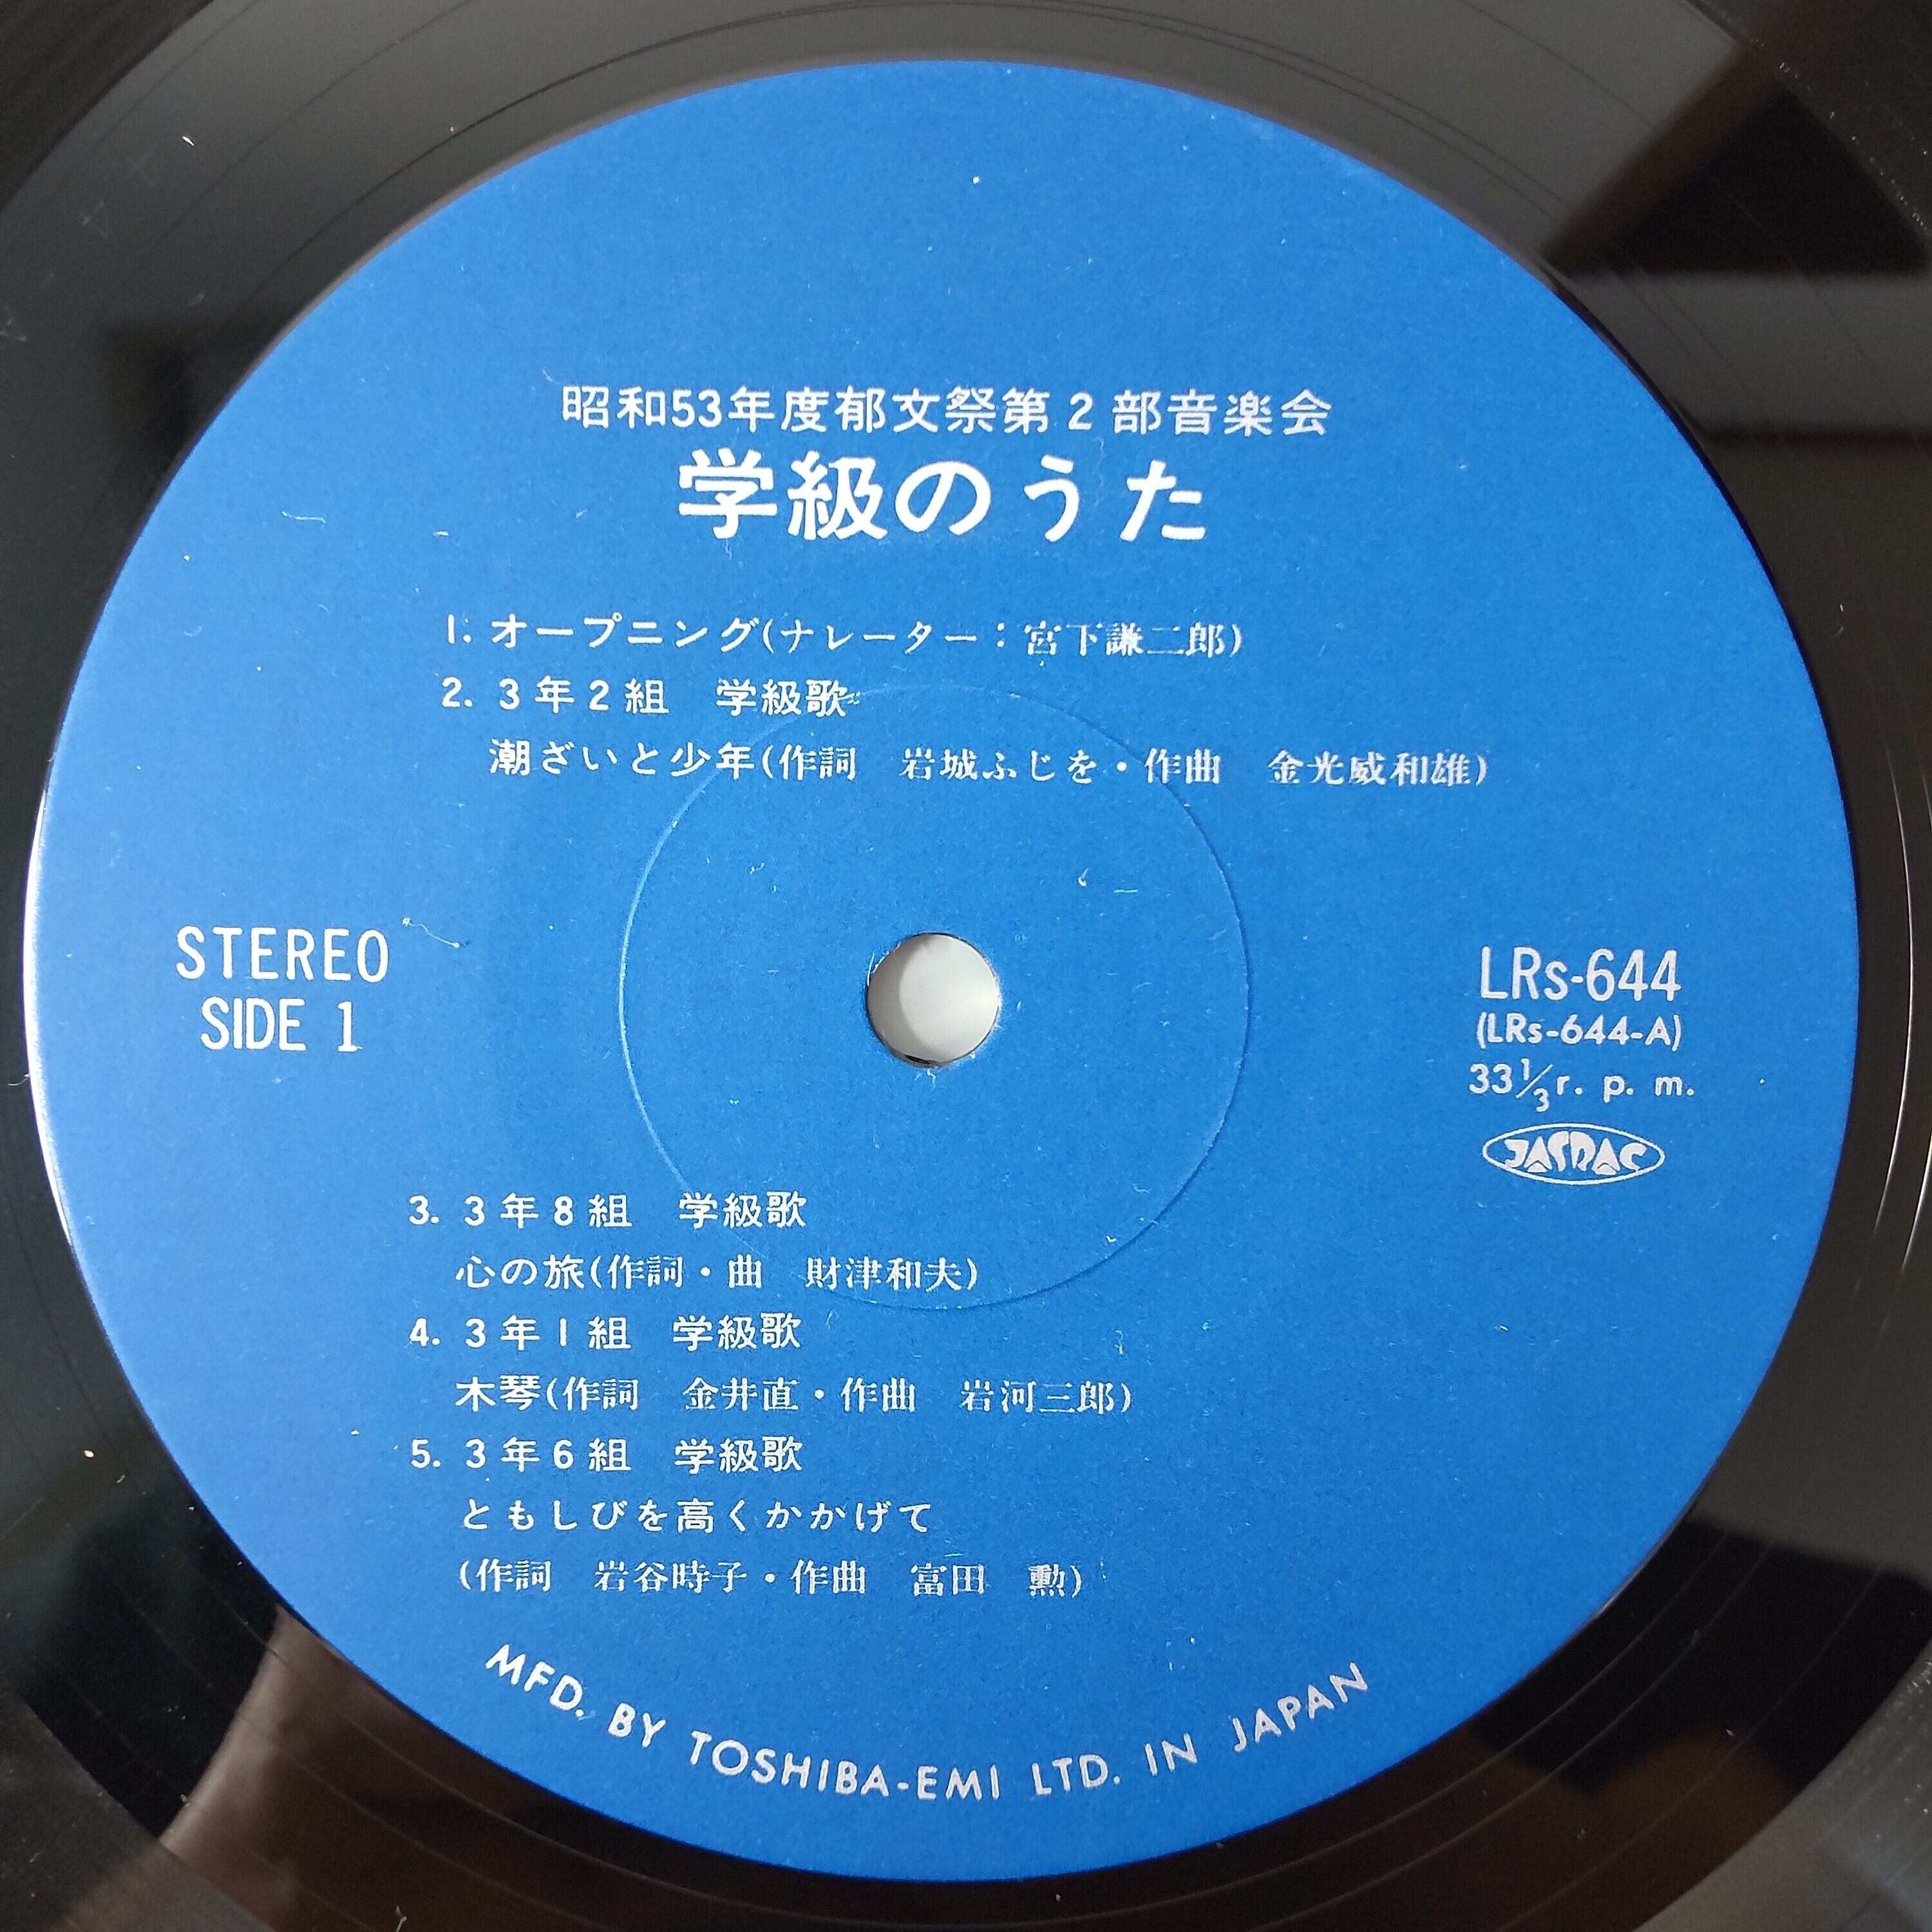 昭和53年度郁文祭第2部音楽会
学級のうた
1. オープニング(ナレーター：宮下謙二郎)
2. 3年2組　学級歌
潮ざいと少年(作詞　岩城ふじを・作曲　金光威和雄)
STEREO
SIDE 1
LRs-644
(LRs-644-A)
33 1/3 r. p. m.
JASRAC
3. 3年8組　学級歌
心の旅(作詞・曲　財津和夫)
4. 3年1組　学級歌
木琴(作詞　金井直・作曲　岩河三郎)
5. 3年6組　学級歌
ともしびを高くかかげて
(作詞　岩谷時子・作曲　富田　勲)
MFD. BY TOSHIBA-EMI LTD. IN JAPAN